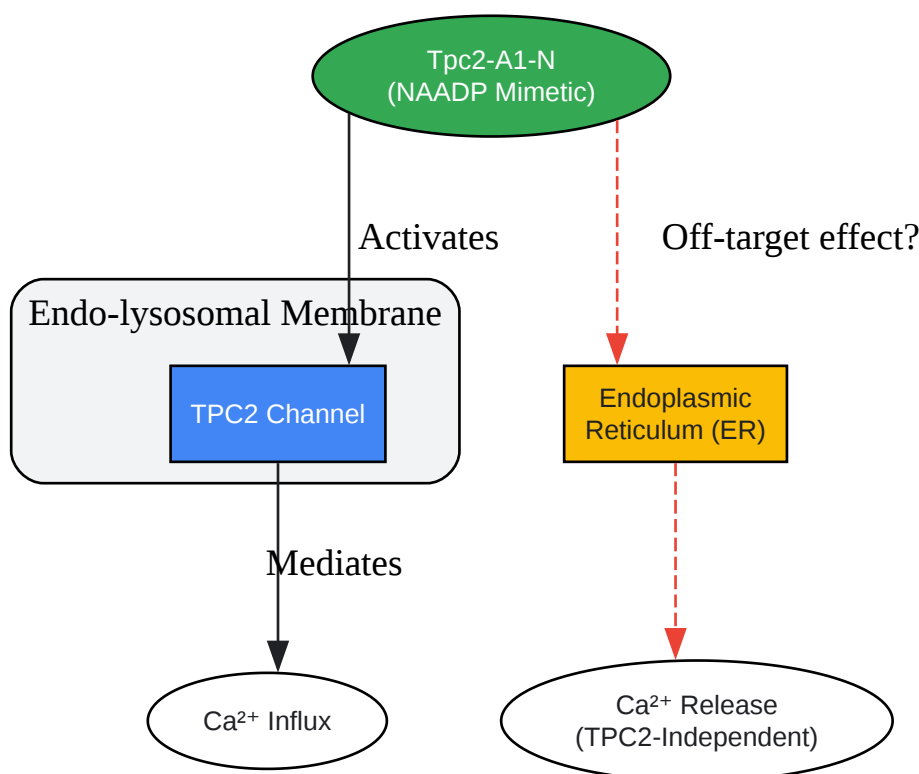 Tpc2-A1-N
(NAADP Mimetic)
Activates
Off-target effect?
Endo-lysosomal Membrane
TPC2 Channel
Endoplasmic
Reticulum (ER)
Mediates
Ca²⁺ Influx
Ca²⁺ Release
(TPC2-Independent)